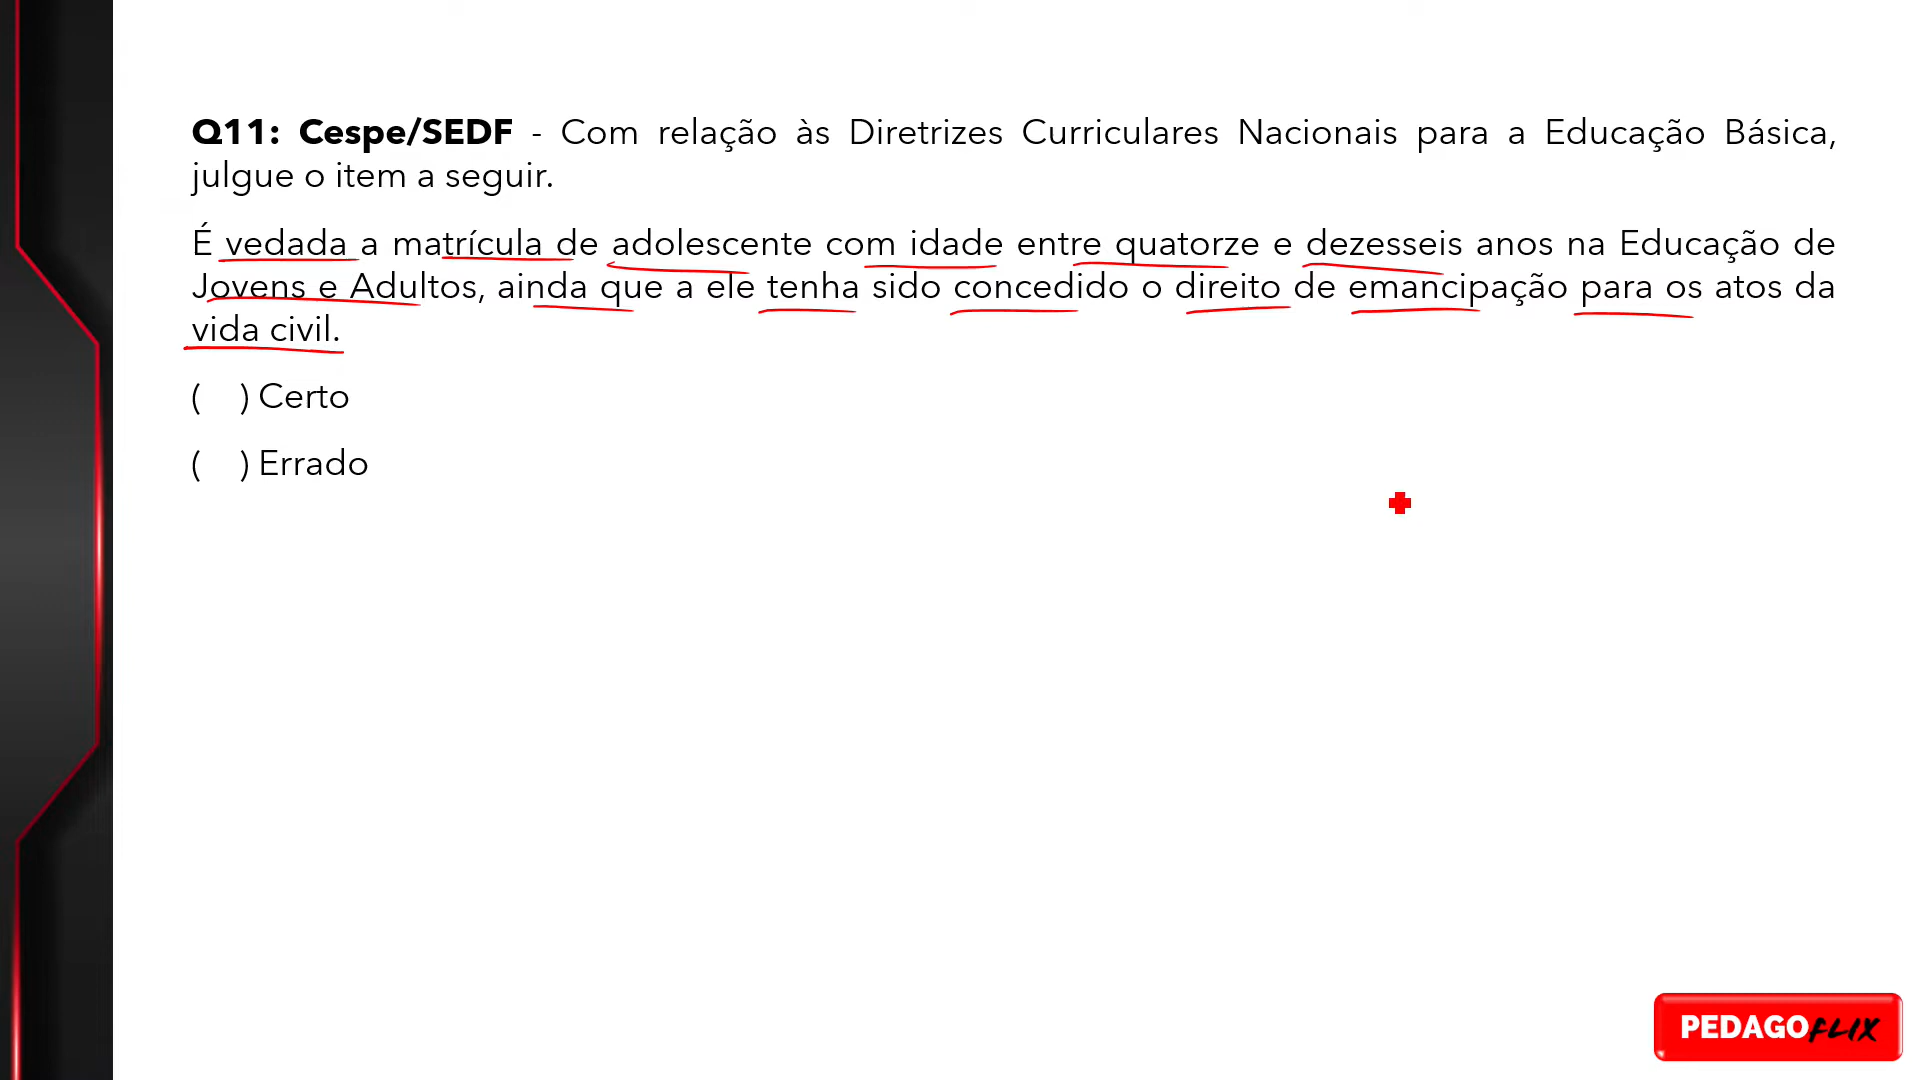 Q11: Cespe/SEDF - Com relação às Diretrizes Curriculares Nacionais para a Educação Básica,
julgue o item a seguir.
É vedada a matrícula de adolescente com idade entre quatorze e dezesseis anos na Educação de
Jovens e Adultos, ainda que a ele tenha sido concedido o direito de emancipação para os atos da
vida civil.
(   ) Certo
(   ) Errado
PEDAGOFLIX